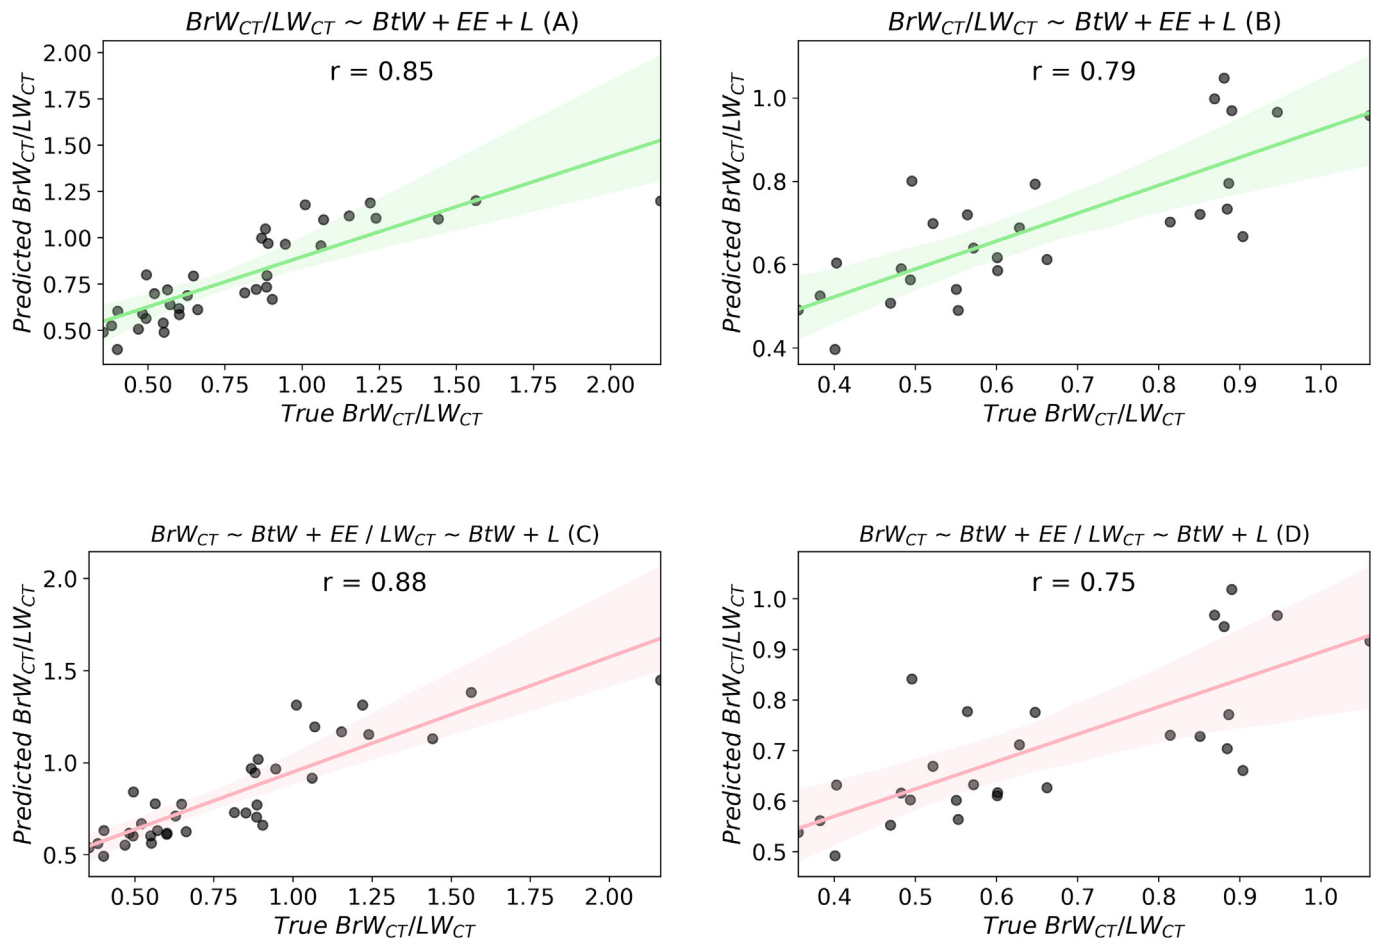 BrW_CT/LW_CT ~ BtW + EE + L (A)
r = 0.85
Predicted BrW_CT/LW_CT
2.00
1.75
1.50
1.25
1.00
0.75
0.50
0.50 0.75 1.00 1.25 1.50 1.75 2.00
True BrW_CT/LW_CT
BrW_CT/LW_CT ~ BtW + EE + L (B)
r = 0.79
Predicted BrW_CT/LW_CT
1.0
0.8
0.6
0.4
0.4 0.5 0.6 0.7 0.8 0.9 1.0
True BrW_CT/LW_CT
BrW_CT ~ BtW + EE / LW_CT ~ BtW + L (C)
r = 0.88
Predicted BrW_CT/LW_CT
2.0
1.5
1.0
0.5
0.50 0.75 1.00 1.25 1.50 1.75 2.00
True BrW_CT/LW_CT
BrW_CT ~ BtW + EE / LW_CT ~ BtW + L (D)
r = 0.75
Predicted BrW_CT/LW_CT
1.0
0.9
0.8
0.7
0.6
0.5
0.4 0.5 0.6 0.7 0.8 0.9 1.0
True BrW_CT/LW_CT